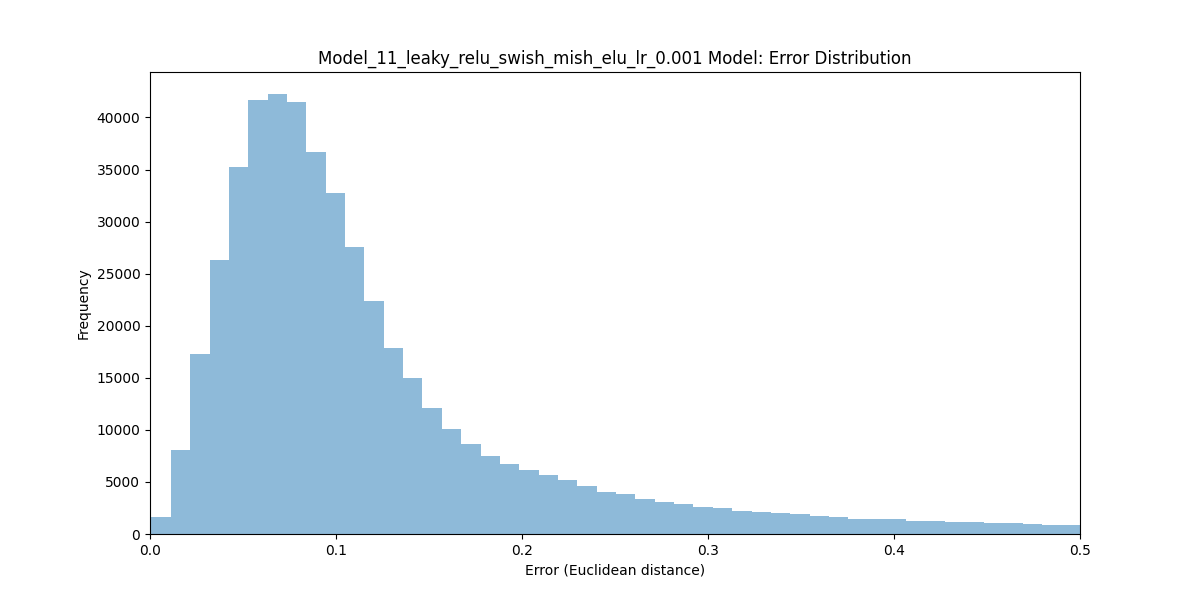 Model_11_leaky_relu_swish_mish_elu_lr_0.001 Model: Error Distribution
Frequency
40000
35000
30000
25000
20000
15000
10000
5000
0
0.0 0.1 0.2 0.3 0.4 0.5
Error (Euclidean distance)